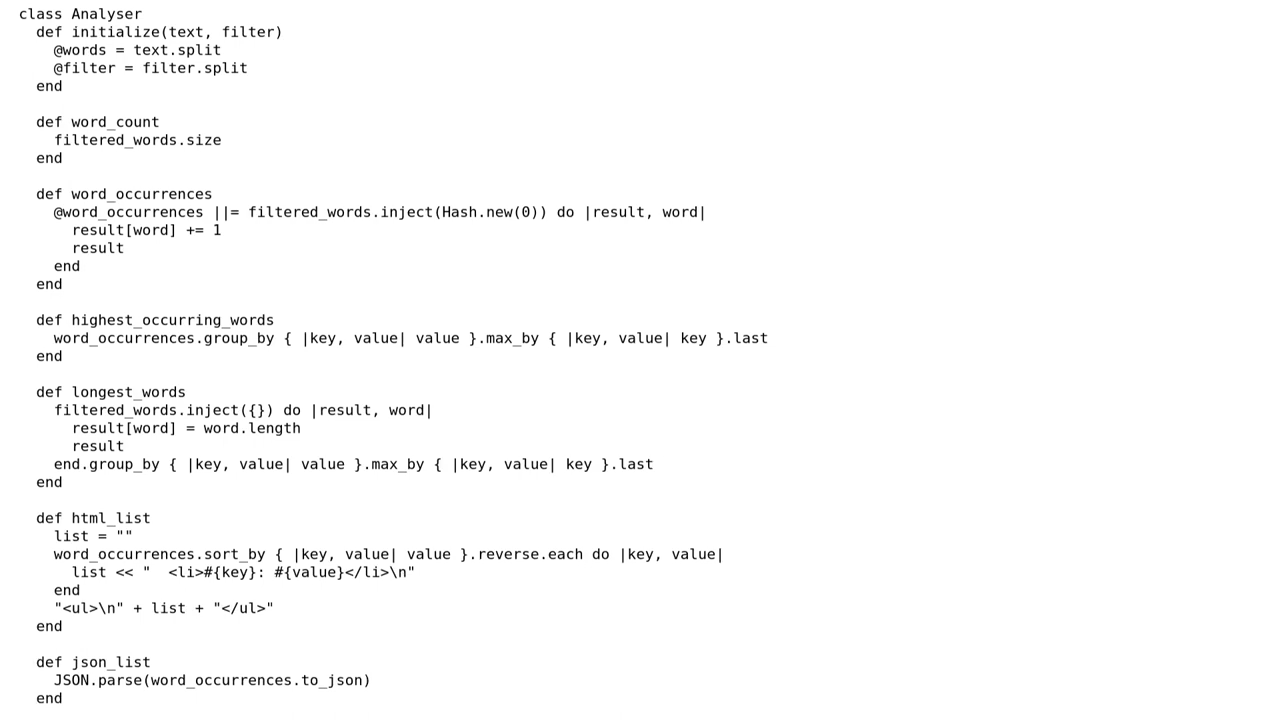 class Analyser
  def initialize(text, filter)
    @words = text.split
    @filter = filter.split
  end

  def word_count
    filtered_words.size
  end

  def word_occurrences
    @word_occurrences ||= filtered_words.inject(Hash.new(0)) do |result, word|
      result[word] += 1
      result
    end
  end

  def highest_occurring_words
    word_occurrences.group_by { |key, value| value }.max_by { |key, value| key }.last
  end

  def longest_words
    filtered_words.inject({}) do |result, word|
      result[word] = word.length
      result
    end.group_by { |key, value| value }.max_by { |key, value| key }.last
  end

  def html_list
    list = ""
    word_occurrences.sort_by { |key, value| value }.reverse.each do |key, value|
      list << "  <li>#{key}: #{value}</li>\n"
    end
    "<ul>\n" + list + "</ul>"
  end

  def json_list
    JSON.parse(word_occurrences.to_json)
  end